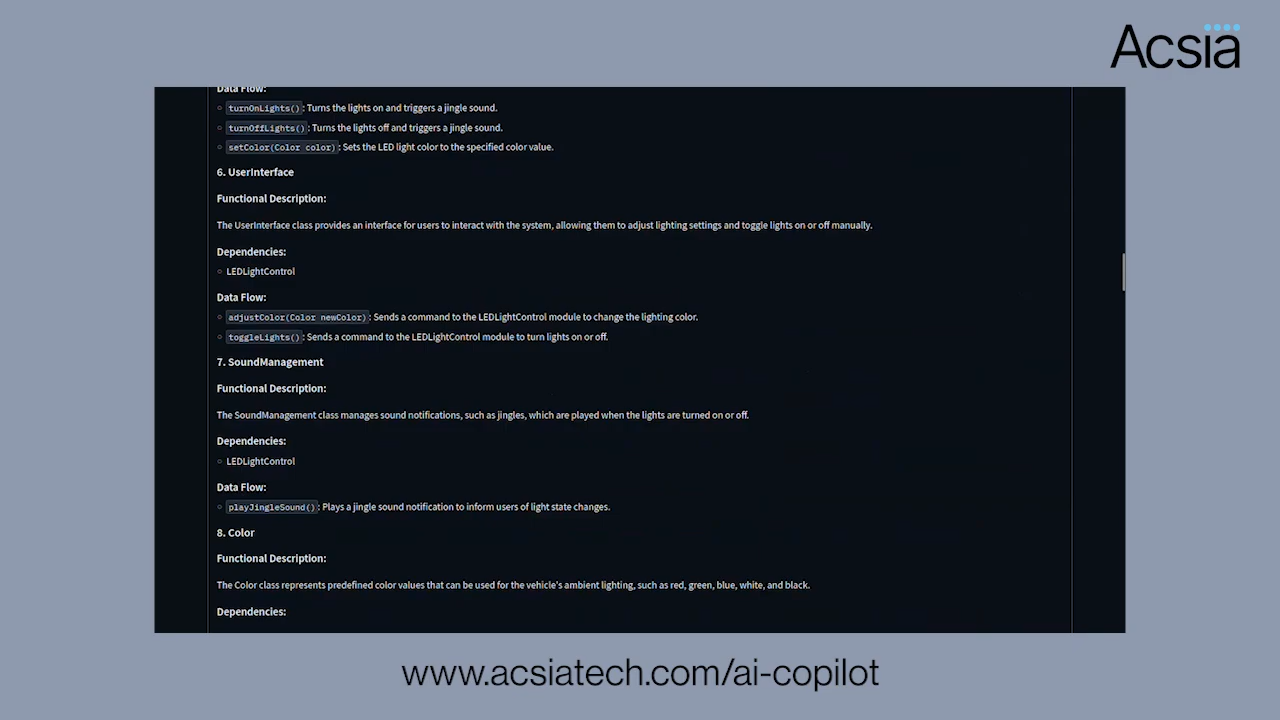 Acsia
Data Flow:
turnOnLights(): Turns the lights on and triggers a jingle sound.
turnOffLights(): Turns the lights off and triggers a jingle sound.
setColor(Color color): Sets the LED light color to the specified color value.
6. UserInterface
Functional Description:
The UserInterface class provides an interface for users to interact with the system, allowing them to adjust lighting settings and toggle lights on or off manually.
Dependencies:
LEDLightControl
Data Flow:
adjustColor(Color newColor): Sends a command to the LEDLightControl module to change the lighting color.
toggleLights(): Sends a command to the LEDLightControl module to turn lights on or off.
7. SoundManagement
Functional Description:
The SoundManagement class manages sound notifications, such as jingles, which are played when the lights are turned on or off.
Dependencies:
LEDLightControl
Data Flow:
playJingleSound(): Plays a jingle sound notification to inform users of light state changes.
8. Color
Functional Description:
The Color class represents predefined color values that can be used for the vehicle's ambient lighting, such as red, green, blue, white, and black.
Dependencies:
www.acsiatech.com/ai-copilot